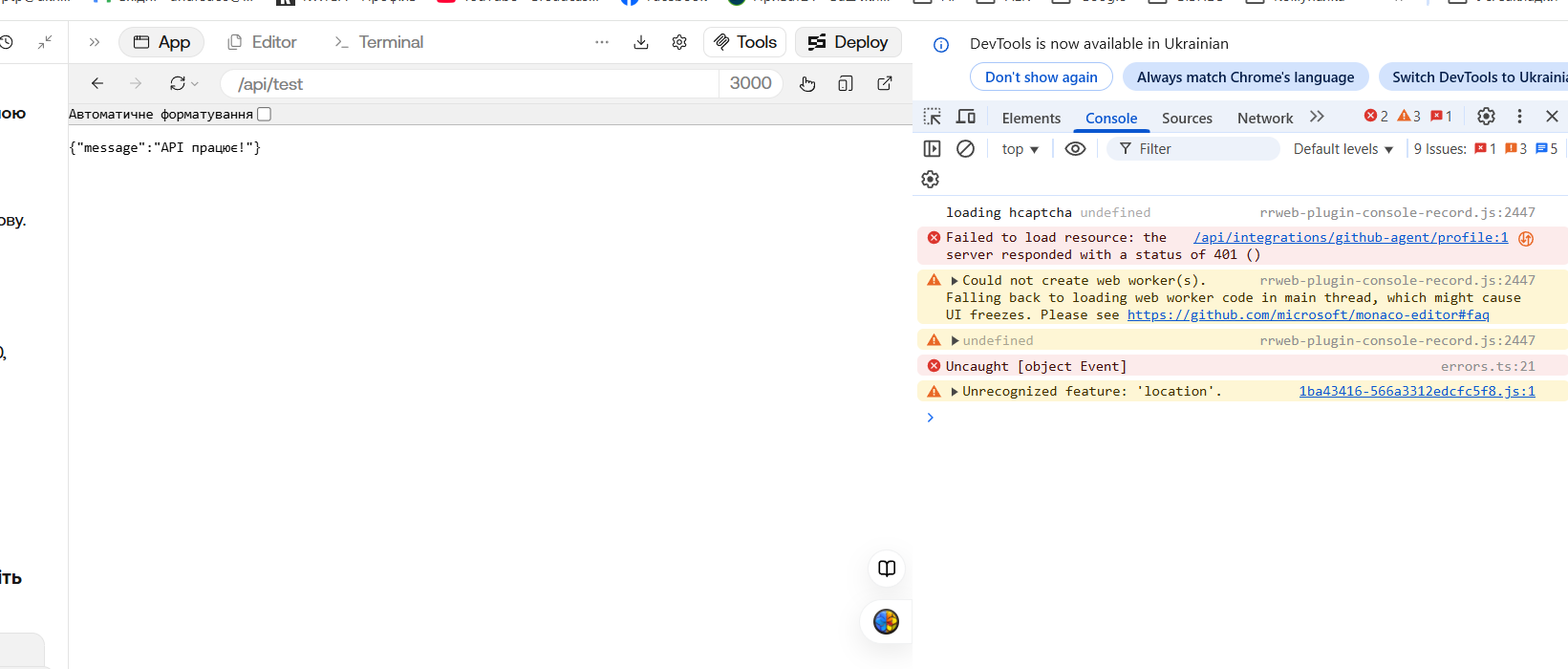 App
Editor
Terminal
Tools
Deploy
/api/test
3000
Автоматичне форматування
{"message":"API працює!"}
ову.
іть
DevTools is now available in Ukrainian
Don't show again
Always match Chrome's language
Switch DevTools to Ukrainia
Elements
Console
Sources
Network
2
3
1
top
Filter
Default levels
9 Issues:
1
3
5
loading hcaptcha undefined rrweb-plugin-console-record.js:2447
Failed to load resource: the /api/integrations/github-agent/profile:1
server responded with a status of 401 ()
Could not create web worker(s). rrweb-plugin-console-record.js:2447
Falling back to loading web worker code in main thread, which might cause
UI freezes. Please see https://github.com/microsoft/monaco-editor#faq
undefined rrweb-plugin-console-record.js:2447
Uncaught [object Event] errors.ts:21
Unrecognized feature: 'location'. 1ba43416-566a3312edcfc5f8.js:1